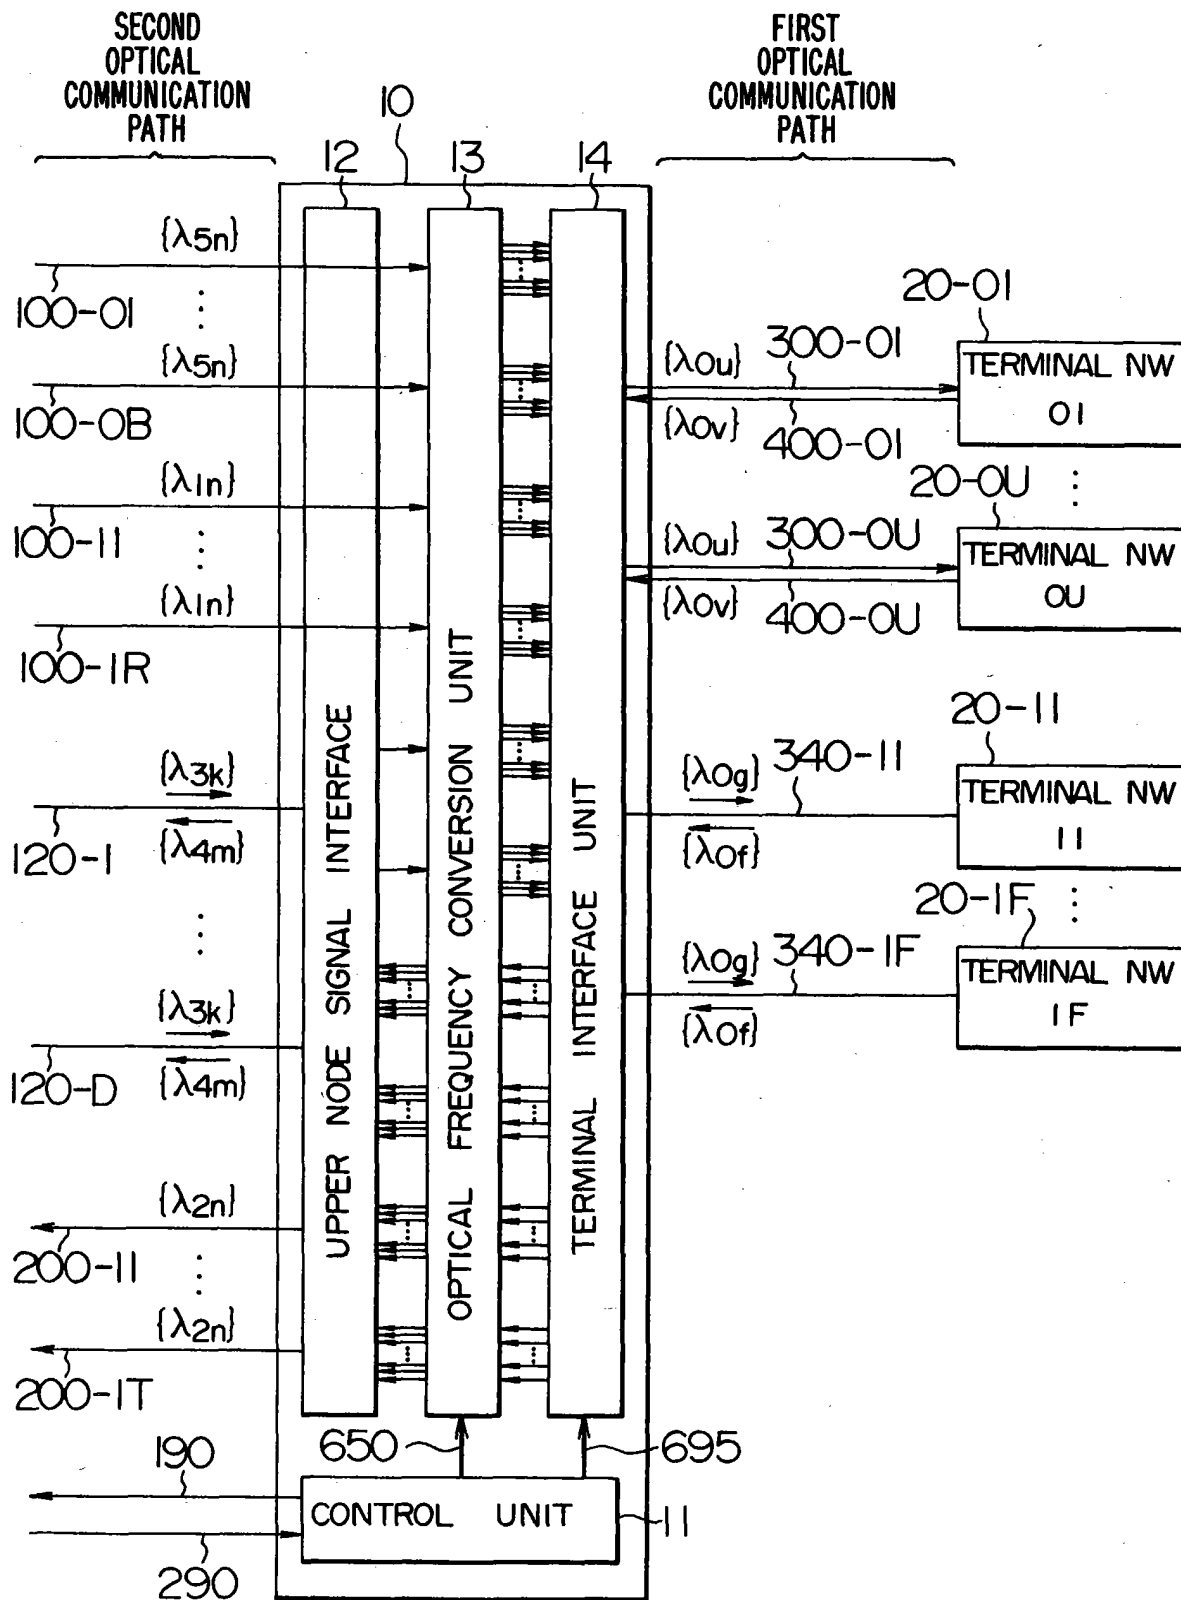 SECOND
OPTICAL
COMMUNICATION
PATH
FIRST
OPTICAL
COMMUNICATION
PATH
10
12
13
14
{λ5n}
100-01
{λ5n}
100-0B
{λ1n}
100-11
{λ1n}
100-1R
{λ3k}
{λ4m}
120-1
{λ3k}
{λ4m}
120-D
{λ2n}
200-11
{λ2n}
200-1T
190
290
UPPER NODE SIGNAL INTERFACE
OPTICAL FREQUENCY CONVERSION UNIT
TERMINAL INTERFACE UNIT
650
695
CONTROL UNIT
11
{λ0u}
300-01
{λ0v}
400-01
20-01
TERMINAL NW
01
{λ0u}
300-0U
{λ0v}
400-0U
20-0U
TERMINAL NW
0U
{λ0g}
{λ0f}
340-11
20-11
TERMINAL NW
11
{λ0g}
{λ0f}
340-1F
20-1F
TERMINAL NW
1F